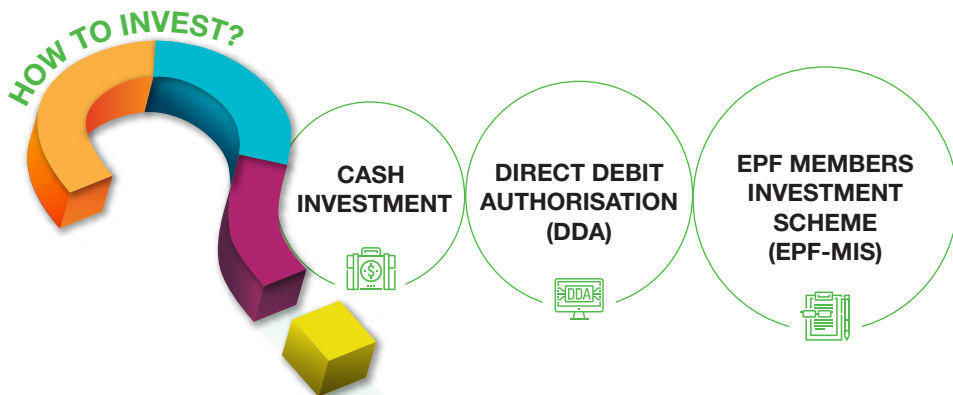 HOW TO INVEST?
CASH
INVESTMENT
$
DIRECT DEBIT
AUTHORISATION
(DDA)
DDA
EPF MEMBERS
INVESTMENT
SCHEME
(EPF-MIS)